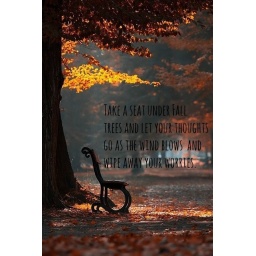 Take a seat under Fall
trees and let your thoughts
go as the wind blows and
wipe away your worries